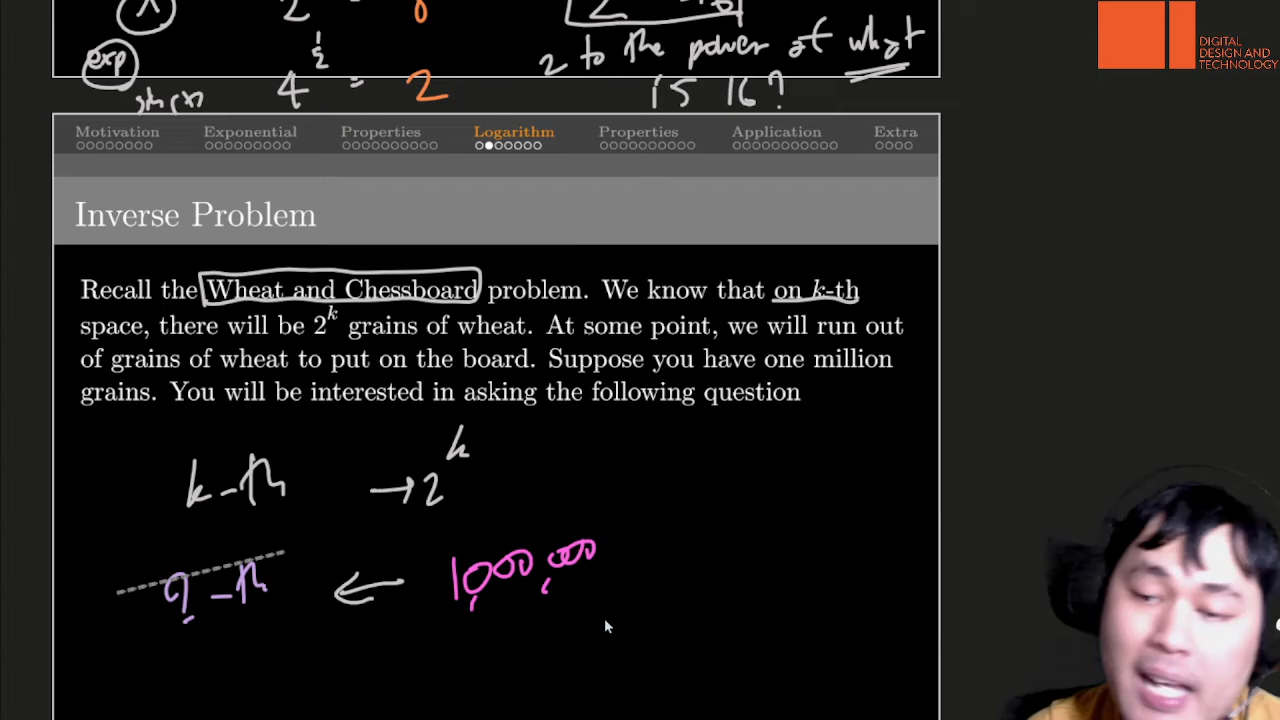 2 =
exp
4 = 2
2 to the power of what
is 16?
DIGITAL
DESIGN AND
TECHNOLOGY
Motivation Exponential Properties Logarithm Properties Application Extra
Inverse Problem
Recall the Wheat and Chessboard problem. We know that on k-th
space, there will be 2^k grains of wheat. At some point, we will run out
of grains of wheat to put on the board. Suppose you have one million
grains. You will be interested in asking the following question
k-th → 2^k
?-th ← 1,000,000